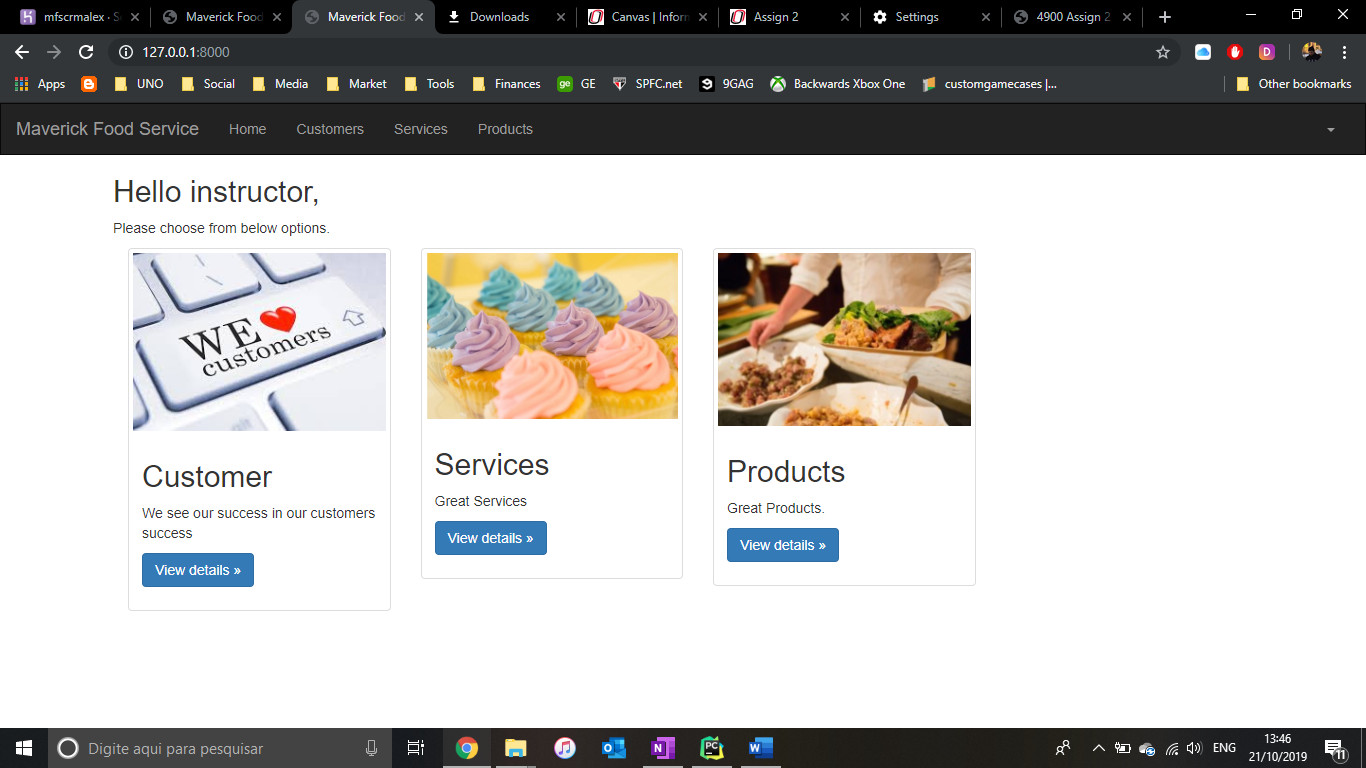 mfscrmalex · S
Maverick Food
Maverick Food
Downloads
Canvas | Inform
Assign 2
Settings
4900 Assign 2
127.0.0.1:8000
Apps
UNO
Social
Media
Market
Tools
Finances
ge
GE
SPFC.net
9GAG
Backwards Xbox One
customgamecases |...
Other bookmarks
Maverick Food Service
Home
Customers
Services
Products
Hello instructor,
Please choose from below options.
WE
customers
Customer
We see our success in our customers
success
View details »
Services
Great Services
View details »
Products
Great Products.
View details »
Digite aqui para pesquisar
ENG
13:46
21/10/2019
11